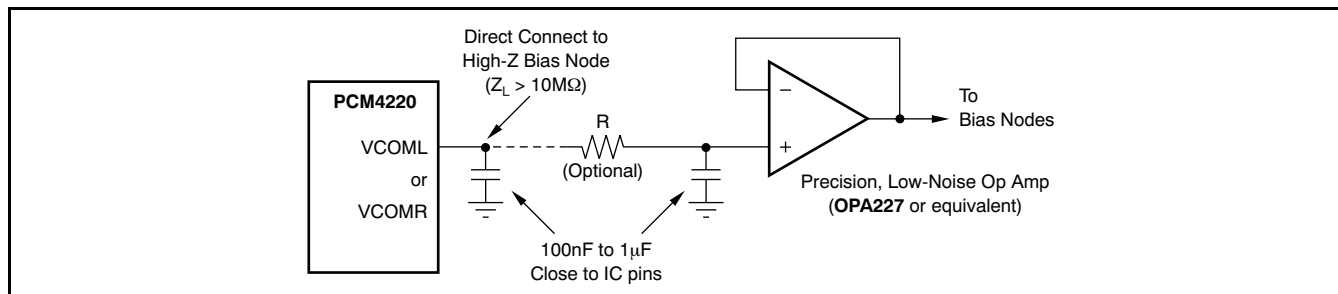 Direct Connect to
High-Z Bias Node
(ZL > 10MΩ)
PCM4220
VCOML
or
VCOMR
R
(Optional)
−
+
To
Bias Nodes
Precision, Low-Noise Op Amp
(OPA227 or equivalent)
100nF to 1μF
Close to IC pins